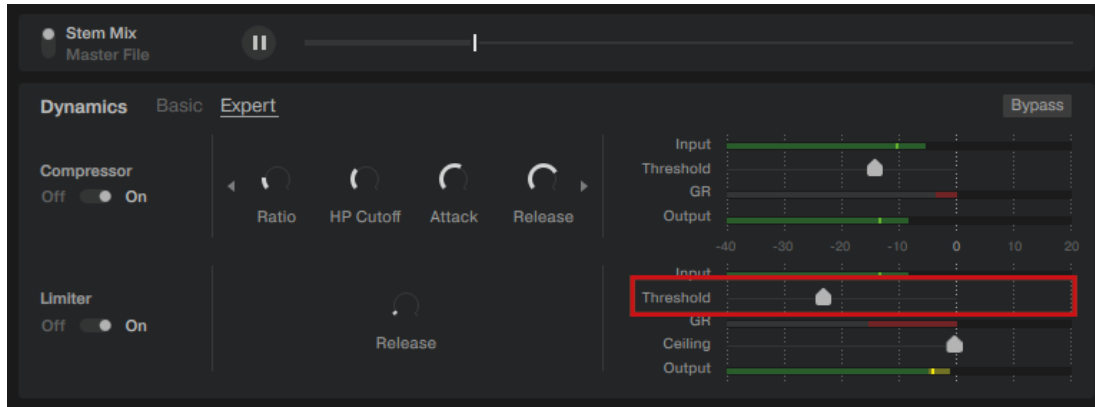 Stem Mix
Master File
Dynamics Basic Expert Bypass
Compressor
Off On
Ratio HP Cutoff Attack Release
Input
Threshold
GR
Output
-40 -30 -20 -10 0 10 20
Limiter
Off On
Release
Input
Threshold
GR
Ceiling
Output